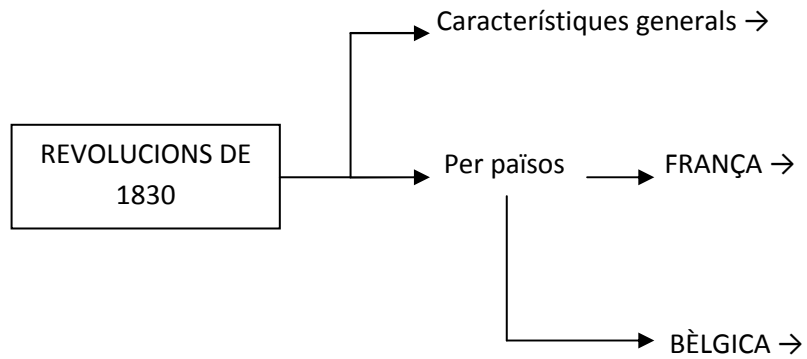 Característiques generals →
REVOLUCIONS DE
1830
Per països
FRANÇA →
BÈLGICA →